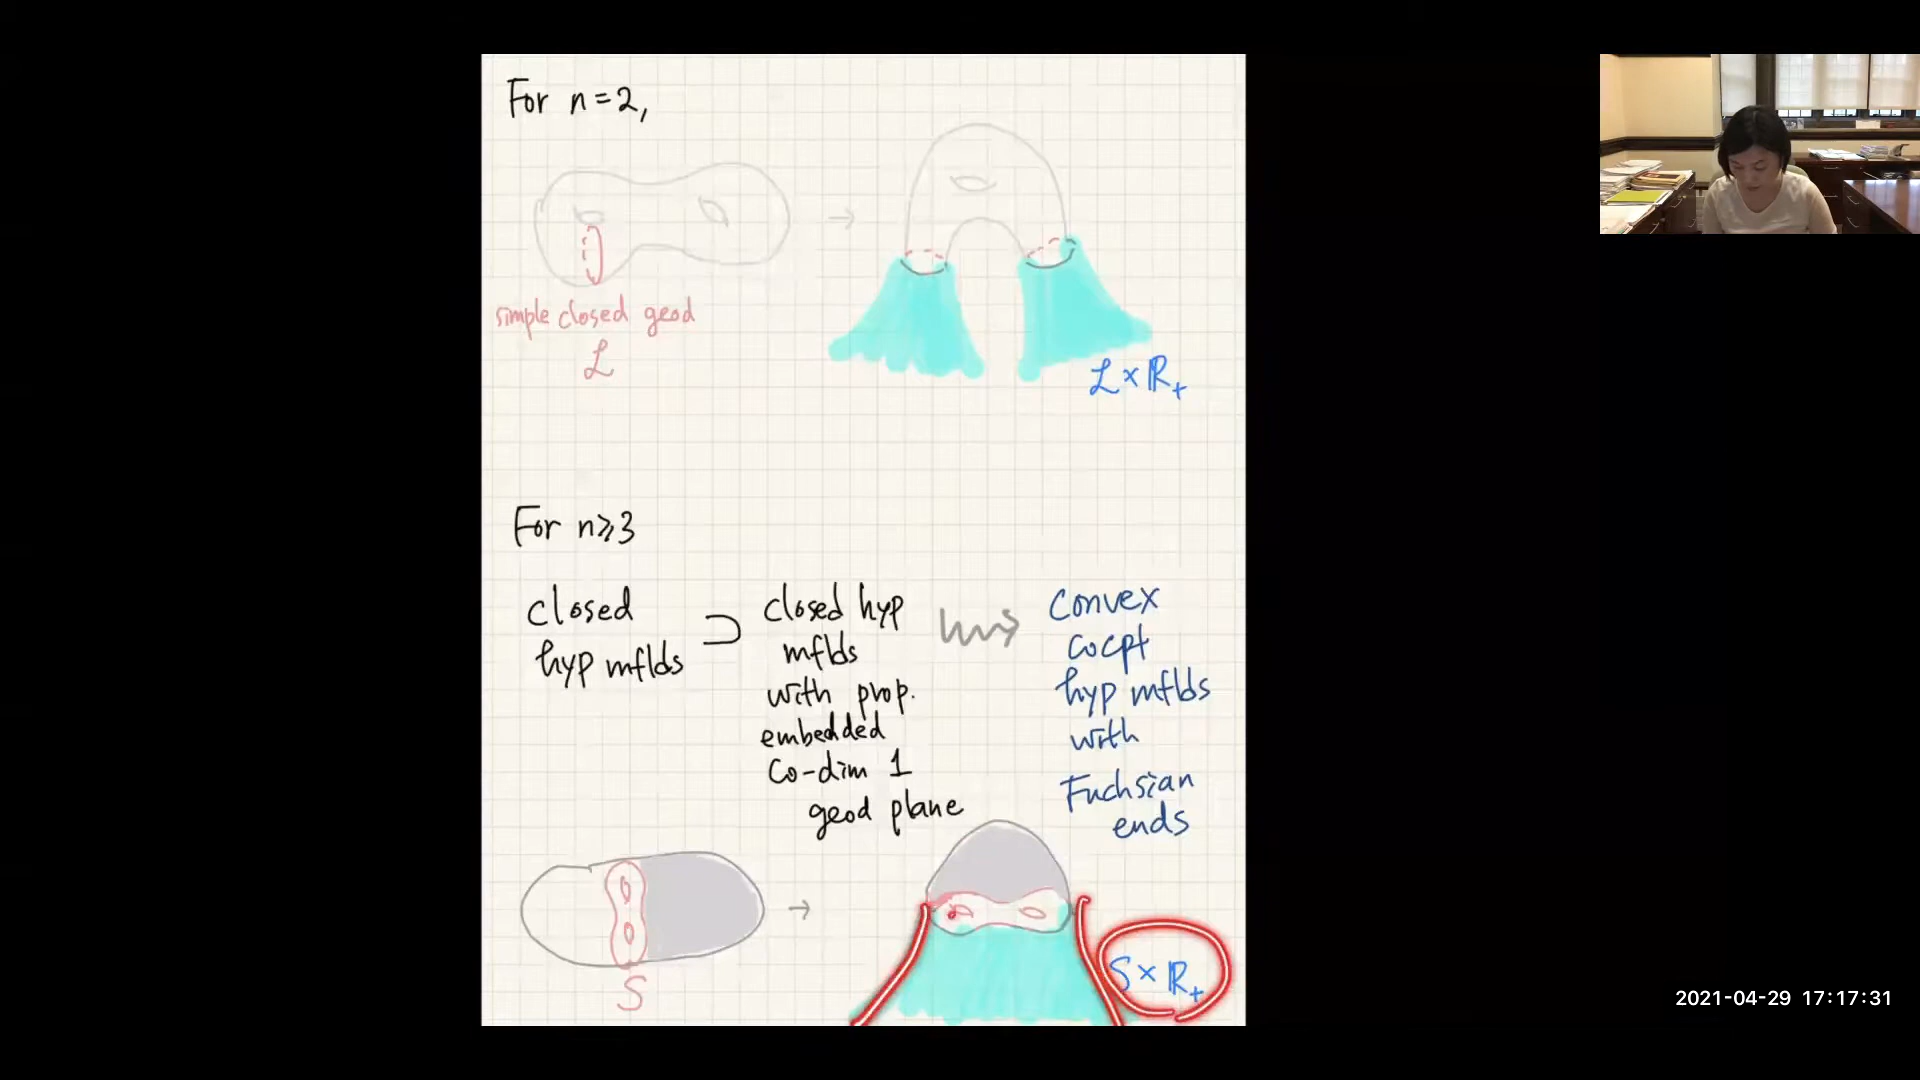 For n=2,
simple closed geod
ℒ
ℒ × ℝ₊
For n⩾3
closed
hyp mflds
⊃
closed hyp
mflds
with prop.
embedded
co-dim 1
geod plane
convex
cocpt
hyp mflds
with
Fuchsian
ends
S
S × ℝ₊
2021-04-29 17:17:31